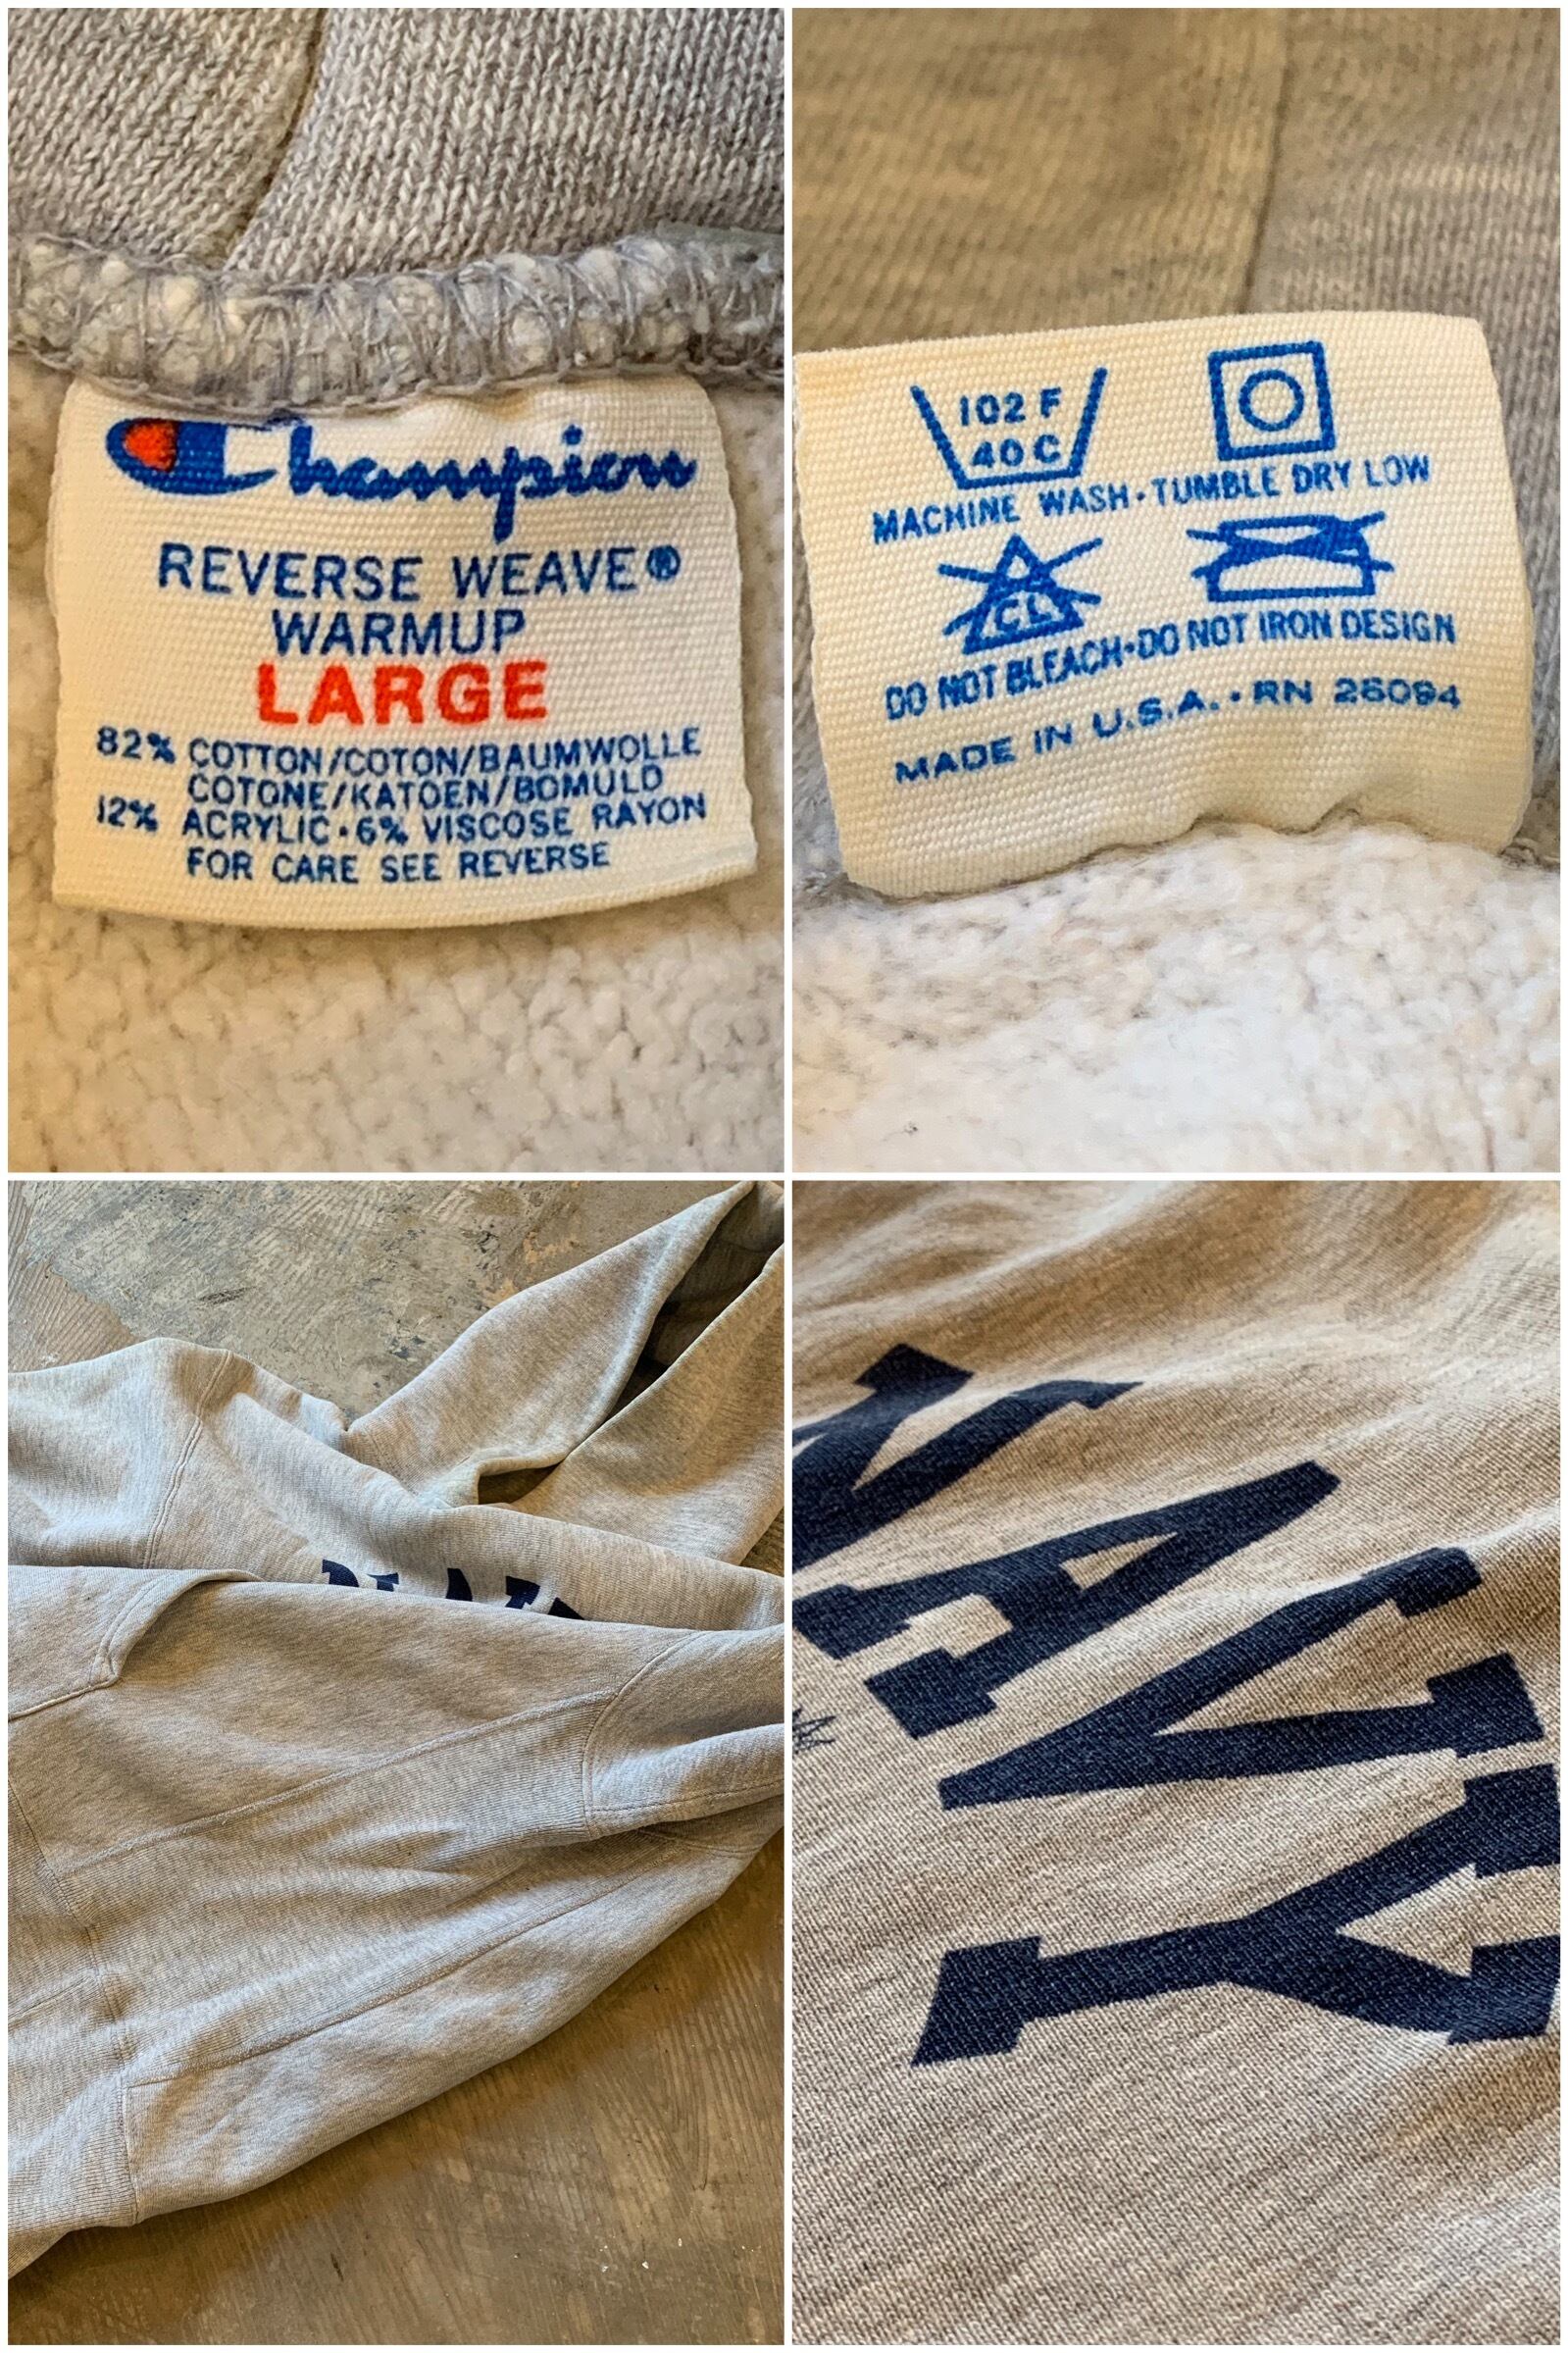 Champion
REVERSE WEAVE®
WARMUP
LARGE
82% COTTON/COTON/BAUMWOLLE
COTONE/KATOEN/BOMULD
12% ACRYLIC•6% VISCOSE RAYON
FOR CARE SEE REVERSE
102 F
40 C
MACHINE WASH•TUMBLE DRY LOW
CL
DO NOT BLEACH•DO NOT IRON DESIGN
MADE IN U.S.A.•RN 26094